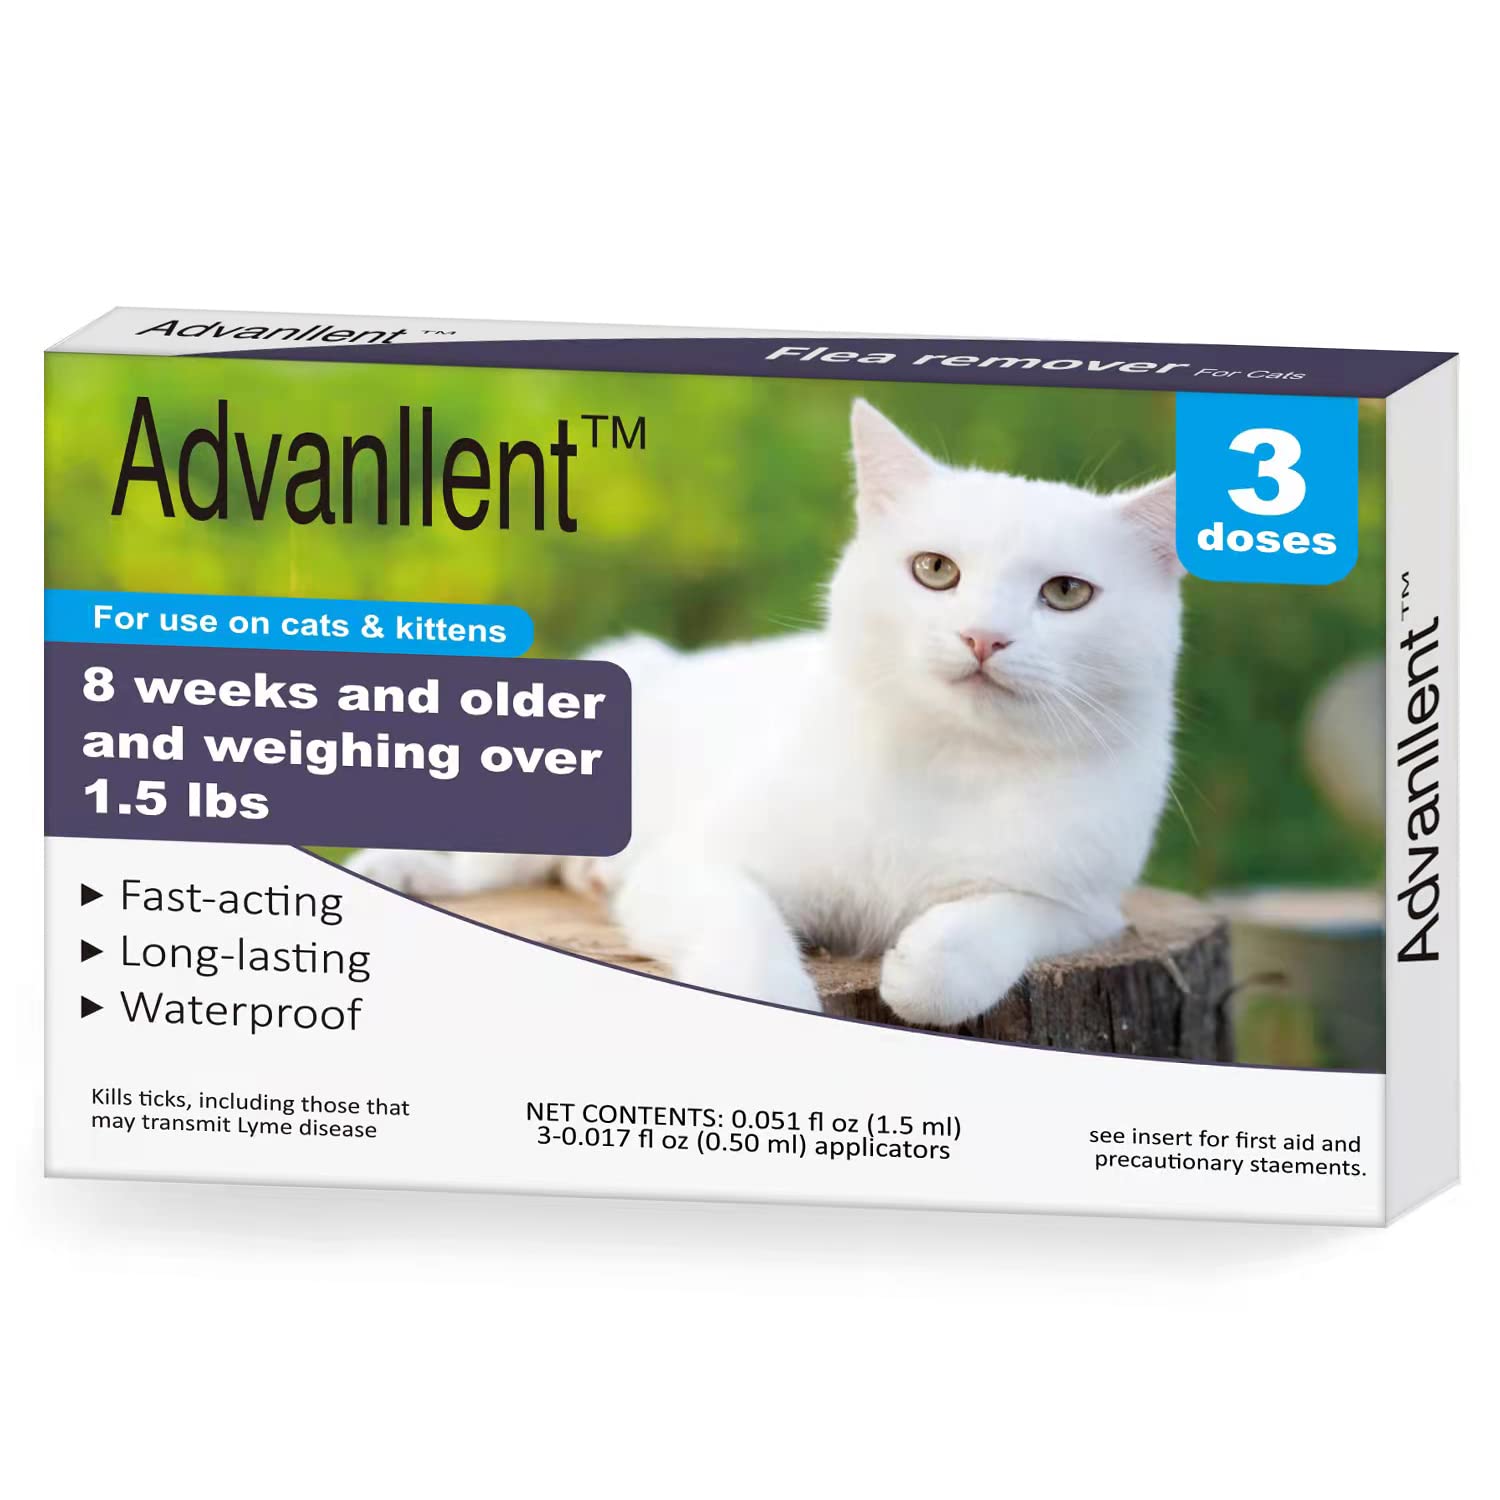 Advanllent ™
Flea remover For Cats
Advanllent™
3
doses
For use on cats & kittens
8 weeks and older
and weighing over
1.5 lbs
► Fast-acting
► Long-lasting
► Waterproof
Kills ticks, including those that
may transmit Lyme disease
NET CONTENTS: 0.051 fl oz (1.5 ml)
3-0.017 fl oz (0.50 ml) applicators
see insert for first aid and
precautionary staements.
Advanllent™